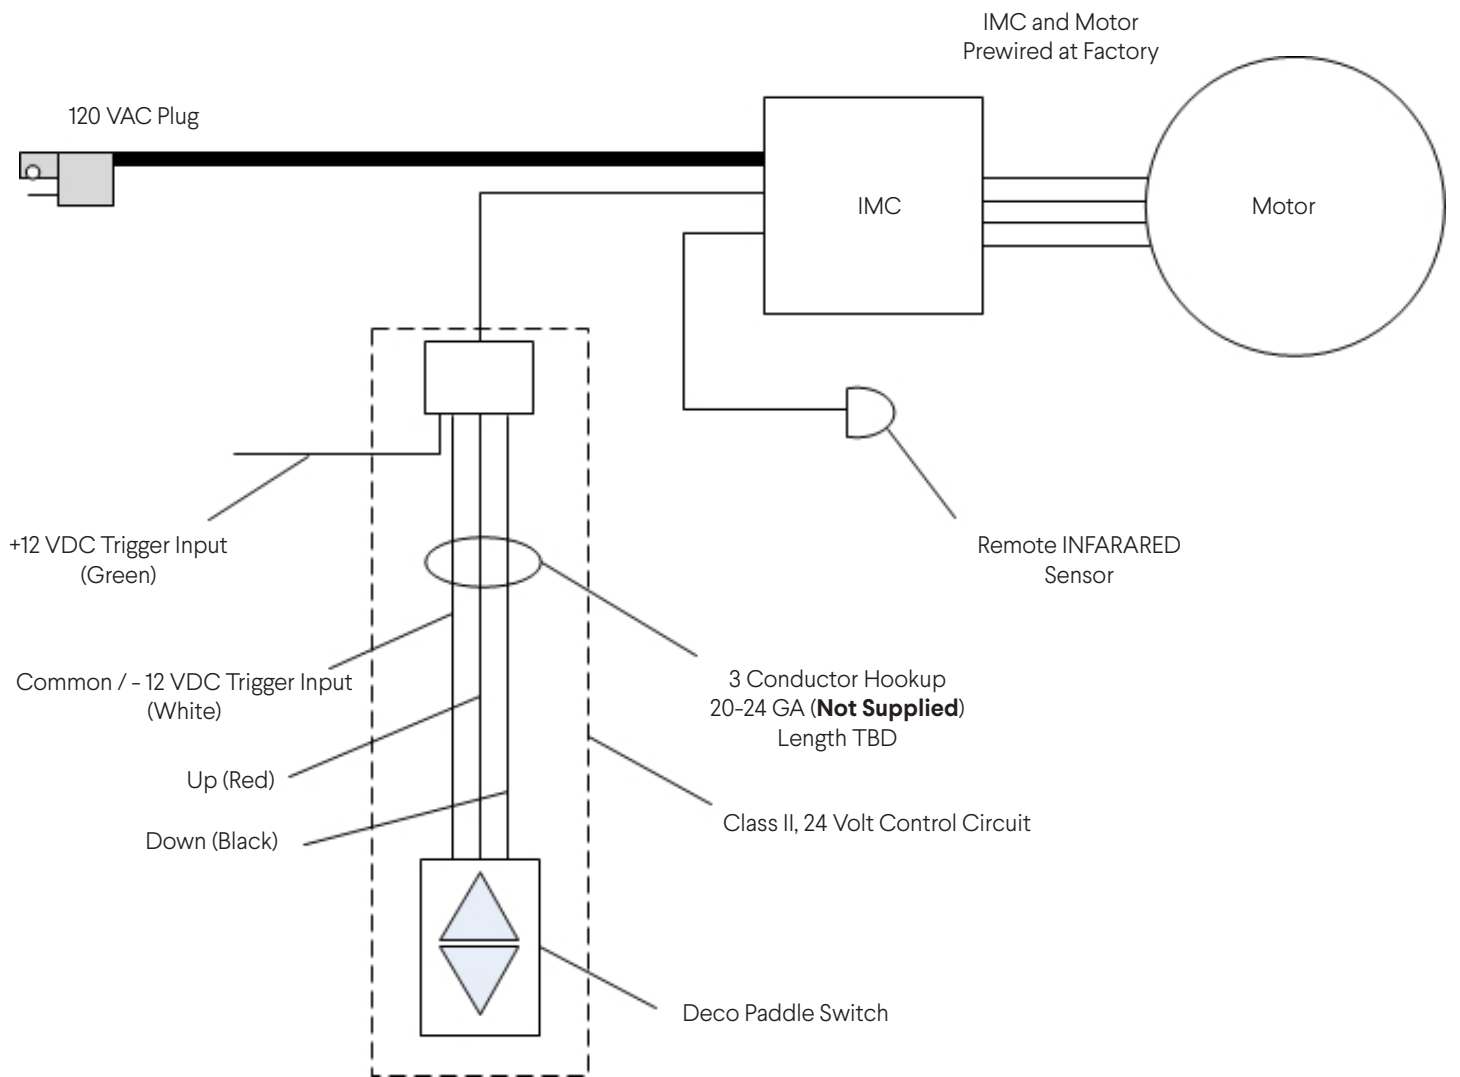 IMC and Motor
Prewired at Factory
120 VAC Plug
IMC
Motor
+12 VDC Trigger Input
(Green)
Remote INFARARED
Sensor
Common / - 12 VDC Trigger Input
(White)
3 Conductor Hookup
20-24 GA (Not Supplied)
Length TBD
Up (Red)
Down (Black)
Class II, 24 Volt Control Circuit
Deco Paddle Switch